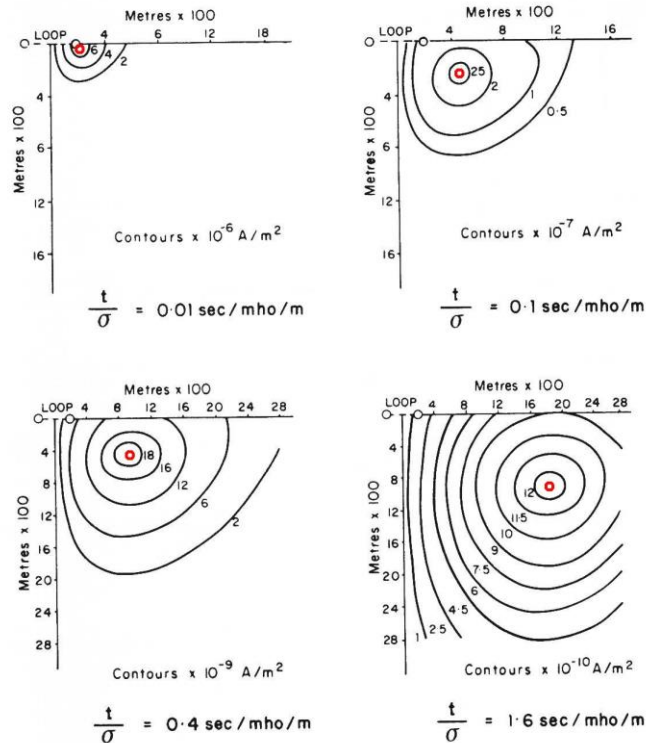 Metres x 100
LOOP 6 12 18
6 4 2
Metres x 100
4
6
12
16
Contours x 10⁻⁶ A/m²
t/σ = 0·01 sec/mho/m
Metres x 100
LOOP 4 8 12 16
25 2 1 0·5
Metres x 100
4
6
12
16
Contours x 10⁻⁷ A/m²
t/σ = 0·1 sec/mho/m
Metres x 100
LOOP 4 8 12 16 20 24 28
18
16
12
6
2
Metres x 100
4
8
12
16
20
24
28
Contours x 10⁻⁹ A/m²
t/σ = 0·4 sec/mho/m
Metres x 100
LOOP 4 8 12 16 20 24 28
12
11·5
10
9
7·5
6
4·5
2·5
1
Metres x 100
4
8
12
16
20
24
28
Contours x 10⁻¹⁰ A/m²
t/σ = 1·6 sec/mho/m